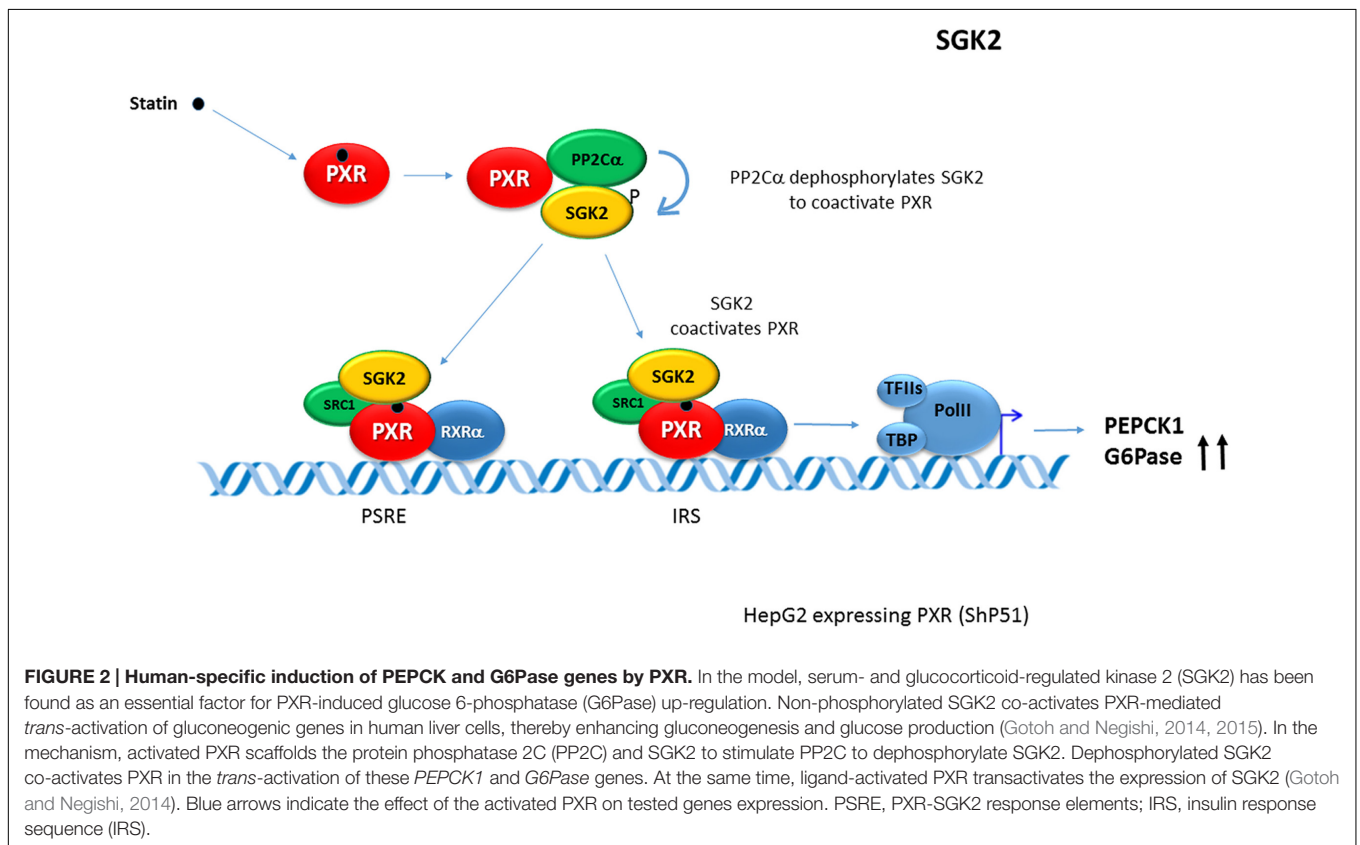 SGK2
Statin
PXR
PXR
PP2Cα
SGK2
P
PP2Cα dephosphorylates SGK2
to coactivate PXR
SGK2
coactivates PXR
SGK2
SRC1
PXR
RXRα
SGK2
SRC1
PXR
RXRα
TFIIs
PolII
TBP
PEPCK1
G6Pase
PSRE
IRS
HepG2 expressing PXR (ShP51)
FIGURE 2 | Human-specific induction of PEPCK and G6Pase genes by PXR. In the model, serum- and glucocorticoid-regulated kinase 2 (SGK2) has been
found as an essential factor for PXR-induced glucose 6-phosphatase (G6Pase) up-regulation. Non-phosphorylated SGK2 co-activates PXR-mediated
trans-activation of gluconeogenic genes in human liver cells, thereby enhancing gluconeogenesis and glucose production (Gotoh and Negishi, 2014, 2015). In the
mechanism, activated PXR scaffolds the protein phosphatase 2C (PP2C) and SGK2 to stimulate PP2C to dephosphorylate SGK2. Dephosphorylated SGK2
co-activates PXR in the trans-activation of these PEPCK1 and G6Pase genes. At the same time, ligand-activated PXR transactivates the expression of SGK2 (Gotoh
and Negishi, 2014). Blue arrows indicate the effect of the activated PXR on tested genes expression. PSRE, PXR-SGK2 response elements; IRS, insulin response
sequence (IRS).